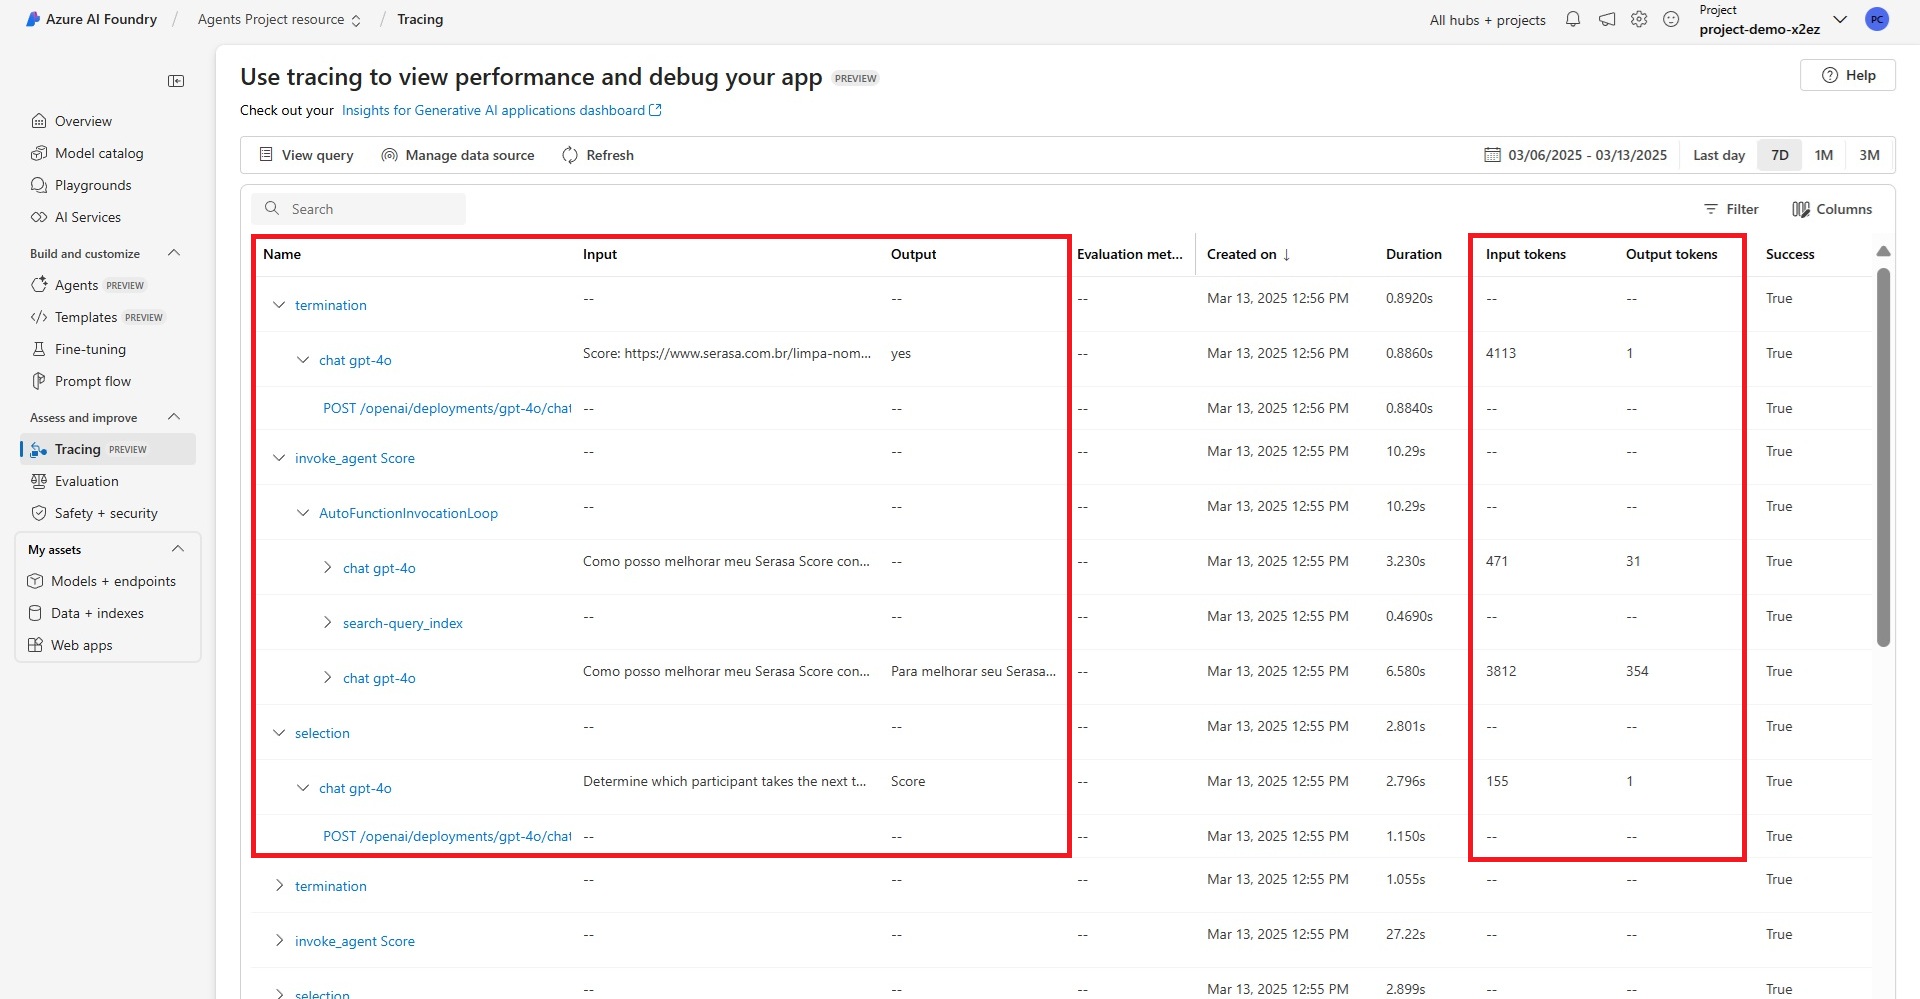 Azure AI Foundry / Agents Project resource / Tracing
All hubs + projects
Project
project-demo-x2ez
PC
Overview
Model catalog
Playgrounds
AI Services
Build and customize
Agents PREVIEW
Templates PREVIEW
Fine-tuning
Prompt flow
Assess and improve
Tracing PREVIEW
Evaluation
Safety + security
My assets
Models + endpoints
Data + indexes
Web apps
Use tracing to view performance and debug your app PREVIEW
Help
Check out your Insights for Generative AI applications dashboard
View query Manage data source Refresh 03/06/2025 - 03/13/2025 Last day 7D 1M 3M
Search Filter Columns
Name Input Output Evaluation met... Created on ↓ Duration Input tokens Output tokens Success
termination -- -- -- Mar 13, 2025 12:56 PM 0.8920s -- -- True
chat gpt-4o Score: https://www.serasa.com.br/limpa-nom... yes -- Mar 13, 2025 12:56 PM 0.8860s 4113 1 True
POST /openai/deployments/gpt-4o/chat -- -- -- Mar 13, 2025 12:56 PM 0.8840s -- -- True
invoke_agent Score -- -- -- Mar 13, 2025 12:55 PM 10.29s -- -- True
AutoFunctionInvocationLoop -- -- -- Mar 13, 2025 12:55 PM 10.29s -- -- True
chat gpt-4o Como posso melhorar meu Serasa Score con... -- -- Mar 13, 2025 12:55 PM 3.230s 471 31 True
search-query_index -- -- -- Mar 13, 2025 12:55 PM 0.4690s -- -- True
chat gpt-4o Como posso melhorar meu Serasa Score con... Para melhorar seu Serasa... -- Mar 13, 2025 12:55 PM 6.580s 3812 354 True
selection -- -- -- Mar 13, 2025 12:55 PM 2.801s -- -- True
chat gpt-4o Determine which participant takes the next t... Score -- Mar 13, 2025 12:55 PM 2.796s 155 1 True
POST /openai/deployments/gpt-4o/chat -- -- -- Mar 13, 2025 12:55 PM 1.150s -- -- True
termination -- -- -- Mar 13, 2025 12:55 PM 1.055s -- -- True
invoke_agent Score -- -- -- Mar 13, 2025 12:55 PM 27.22s -- -- True
selection -- -- -- Mar 13, 2025 12:55 PM 2.899s -- -- True